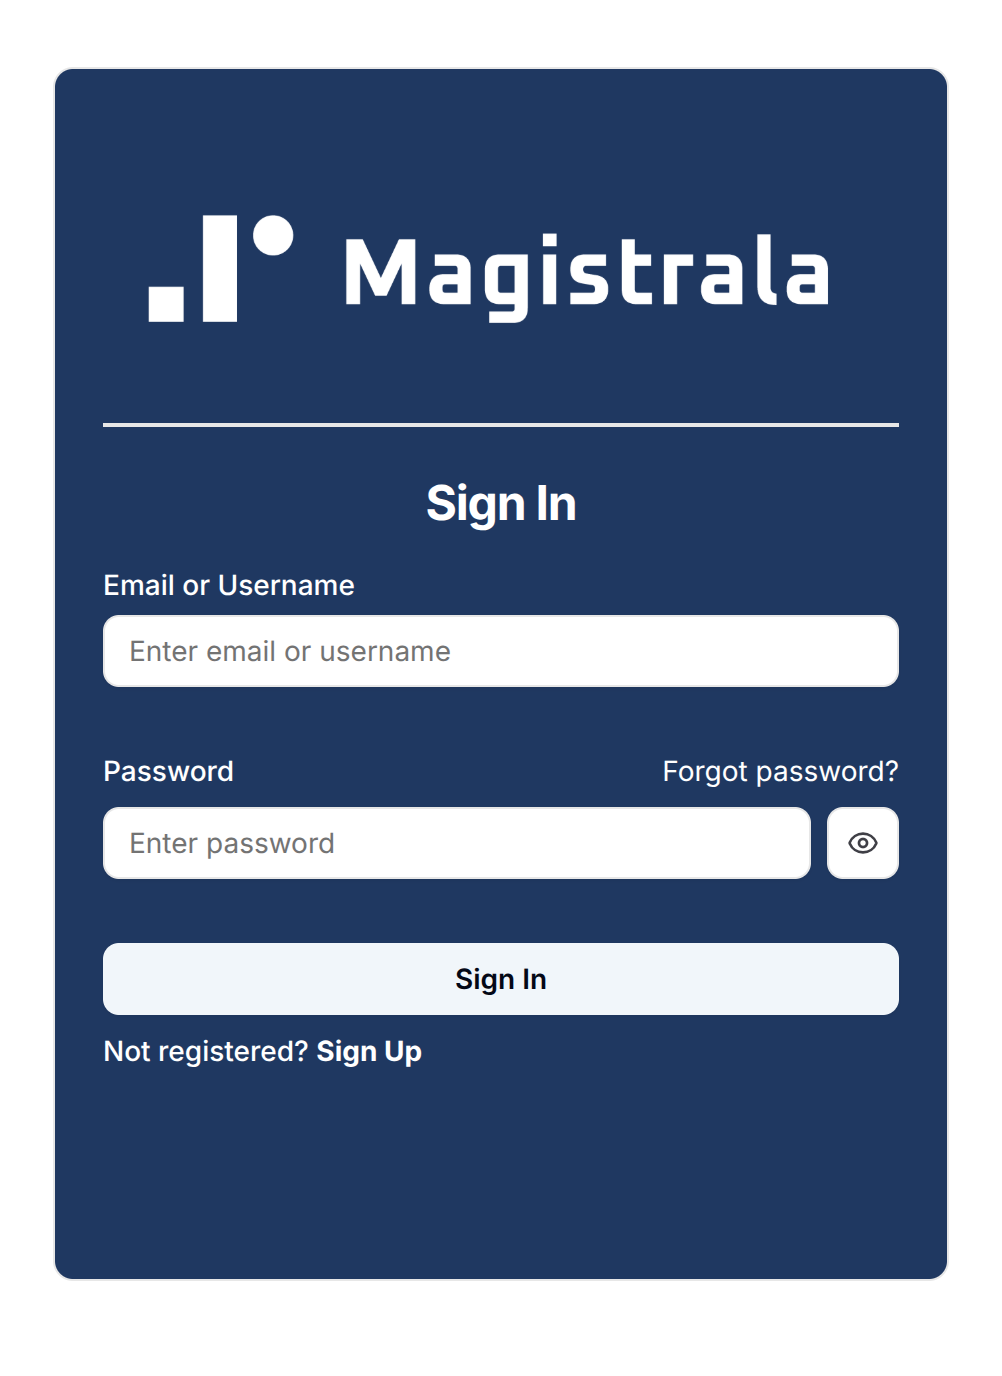 Magistrala
Sign In
Email or Username
Enter email or username
Password
Forgot password?
Enter password
Sign In
Not registered? Sign Up